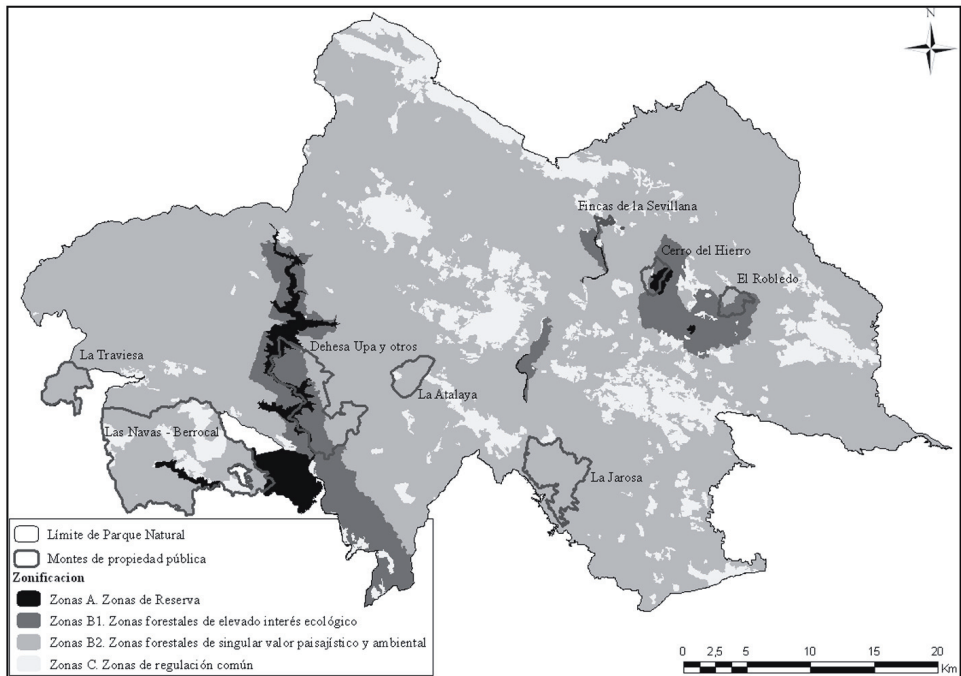 N
Fincas de la Sevillana
Cerro del Hierro
El Robledo
Dehesa Upa y otros
La Traviesa
La Atalaya
Las Navas - Berrocal
La Jarosa
Límite de Parque Natural
Montes de propiedad pública
Zonificacion
Zonas A. Zonas de Reserva
Zonas B1. Zonas forestales de elevado interés ecológico
Zonas B2. Zonas forestales de singular valor paisajístico y ambiental
Zonas C. Zonas de regulación común
0 2,5 5 10 15 20
Km